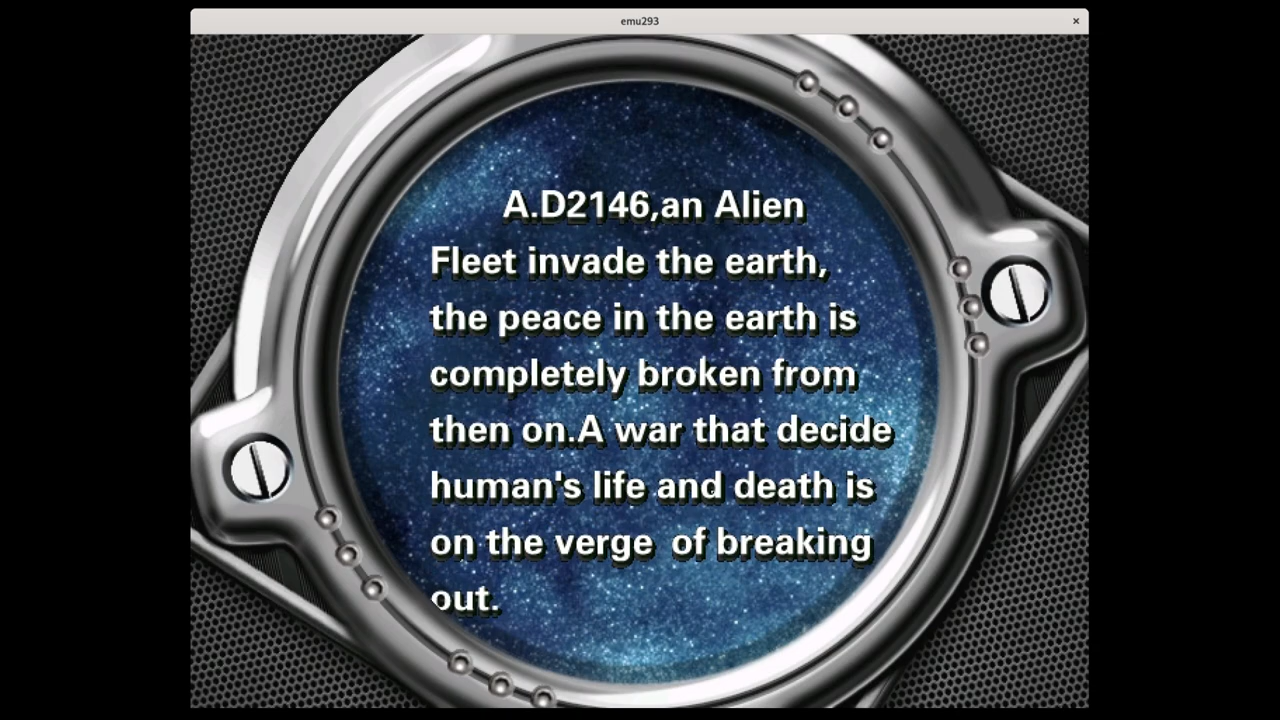 emu293
A.D2146,an Alien
Fleet invade the earth,
the peace in the earth is
completely broken from
then on.A war that decide
human's life and death is
on the verge of breaking
out.